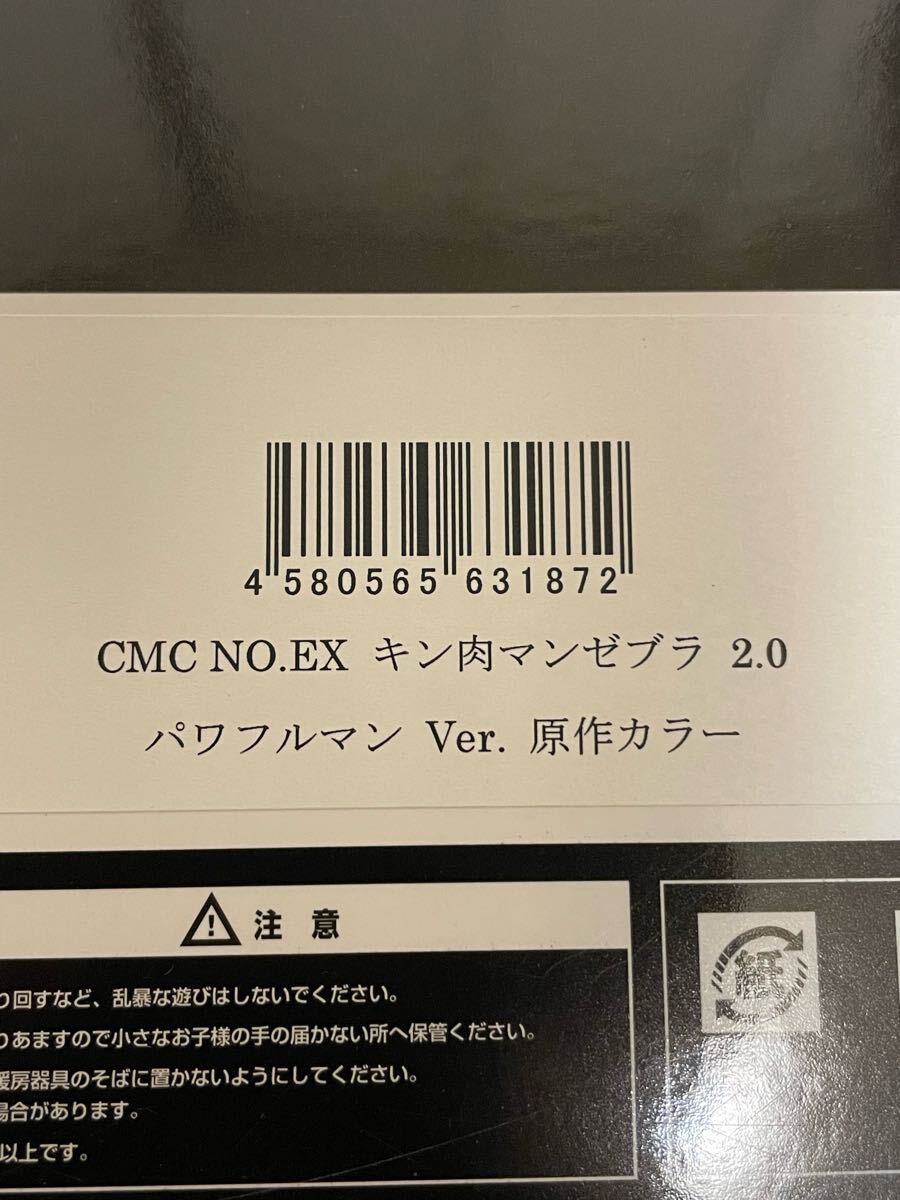 4 580565 631872
CMC NO.EX キン肉マンゼブラ 2.0
パワフルマン Ver. 原作カラー
注意
り回すなど、乱暴な遊びはしないでください。
りあますので小さなお子様の手の届かない所へ保管ください。
暖房器具のそばに置かないようにしてください。
場合があります。
以上です。
紙